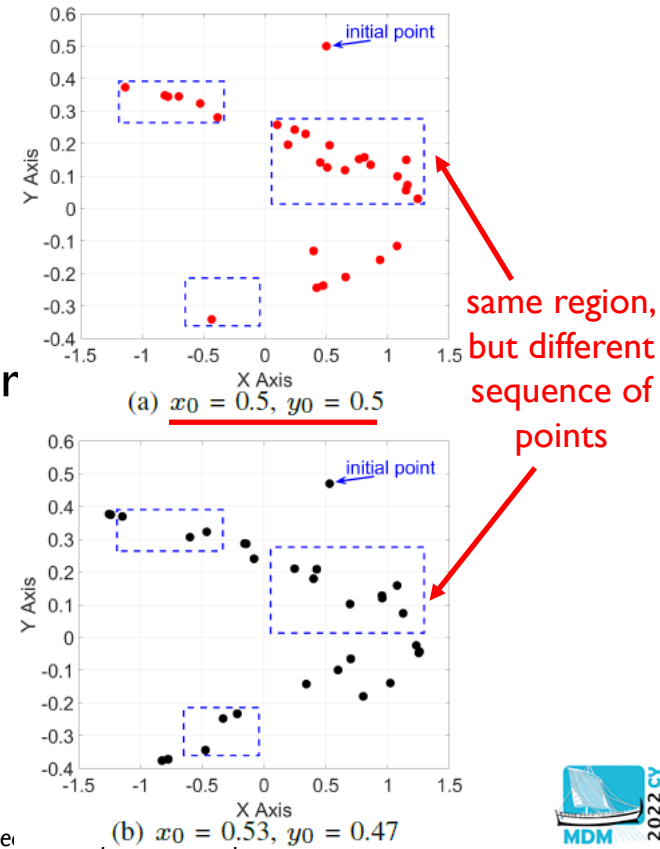 0.6
initial point
0.5
0.4
0.3
0.2
0.1
0
-0.1
-0.2
-0.3
-0.4
Y Axis
-1.5 -1 -0.5 0 0.5 1 1.5
X Axis
(a) x₀ = 0.5, y₀ = 0.5
same region,
but different
sequence of
points
r
0.6
initial point
0.5
0.4
0.3
0.2
0.1
0
-0.1
-0.2
-0.3
-0.4
Y Axis
-1.5 -1 -0.5 0 0.5 1 1.5
X Axis
(b) x₀ = 0.53, y₀ = 0.47
MDM
2022 CY